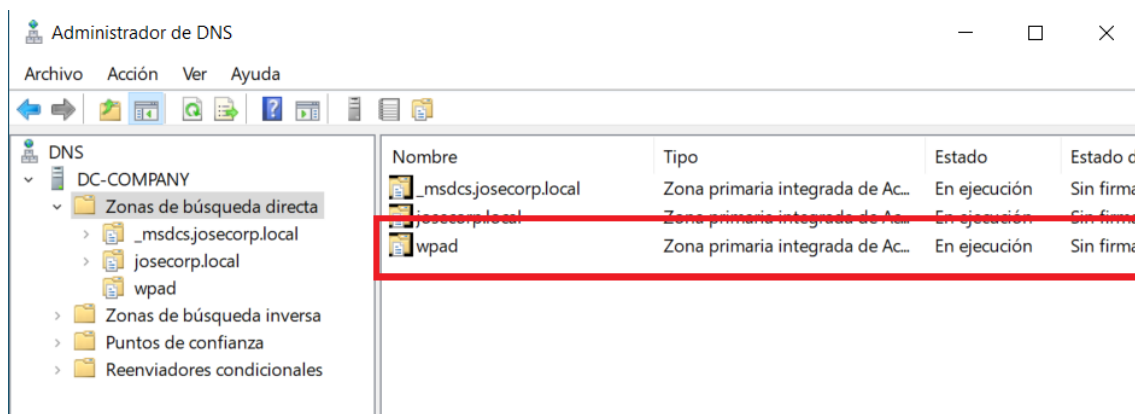 Administrador de DNS
Archivo Acción Ver Ayuda
DNS
DC-COMPANY
Zonas de búsqueda directa
_msdcs.josecorp.local
josecorp.local
wpad
Zonas de búsqueda inversa
Puntos de confianza
Reenviadores condicionales
Nombre Tipo Estado Estado d
_msdcs.josecorp.local Zona primaria integrada de Ac... En ejecución Sin firma
josecorp.local Zona primaria integrada de Ac... En ejecución Sin firma
wpad Zona primaria integrada de Ac... En ejecución Sin firma